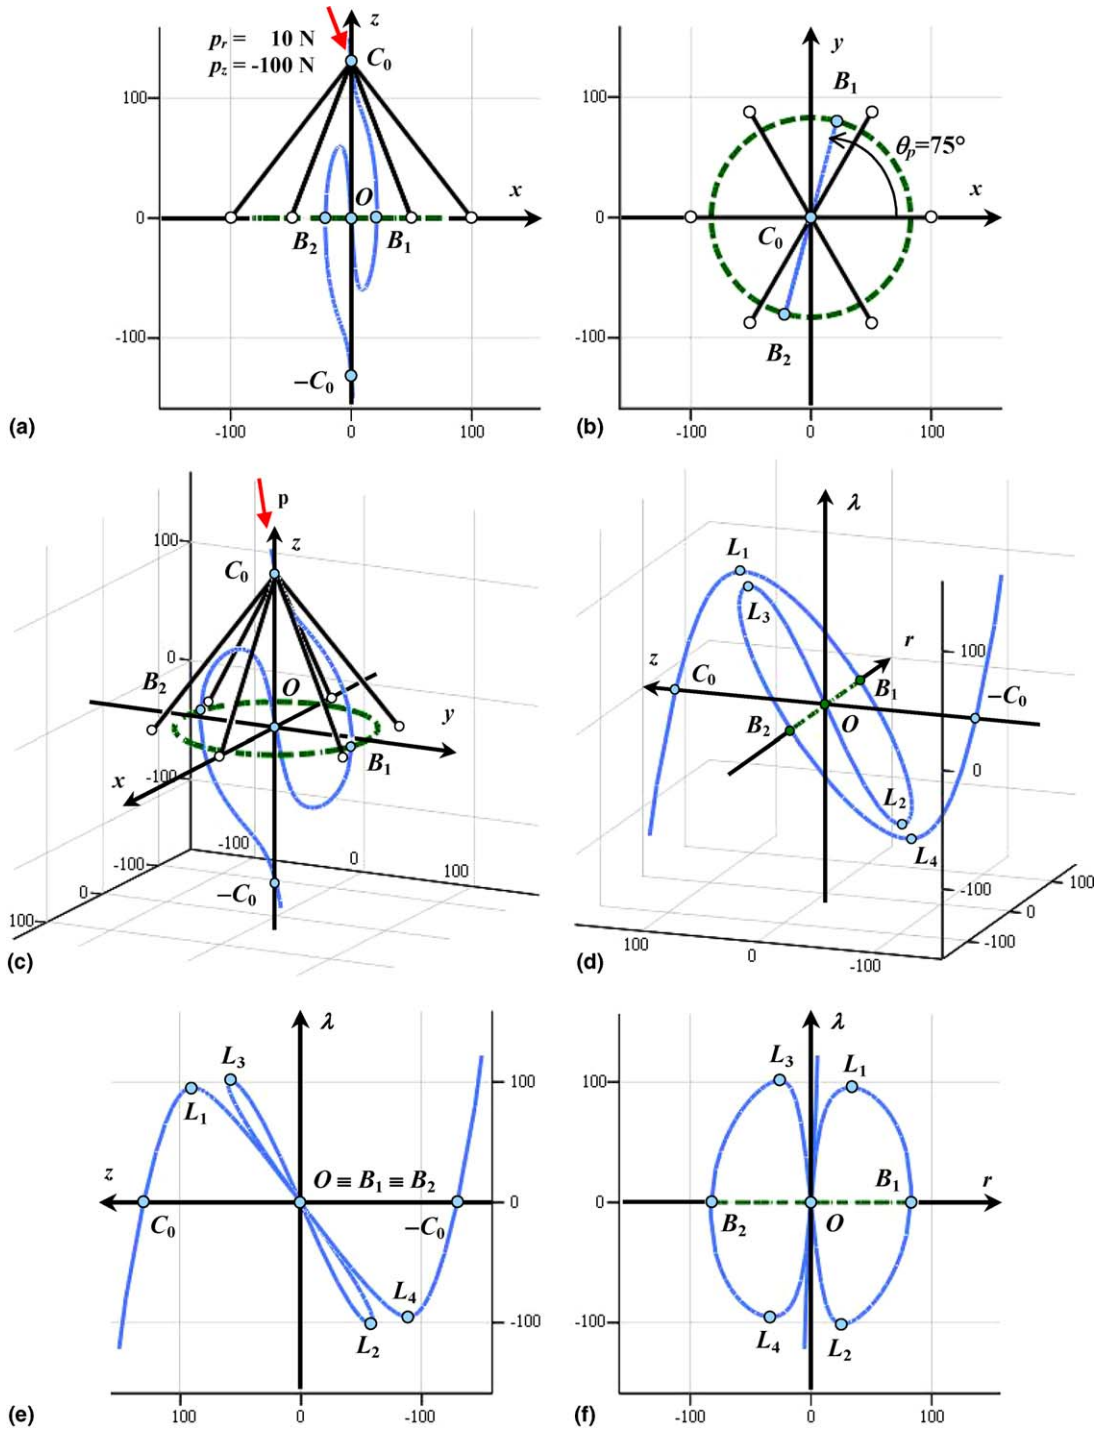 z
p_r = 10 N
p_z = -100 N
C₀
100
O
x
0
B₂ B₁
-100
−C₀
-100 0 100
(a)
y
B₁
100
θ_p=75°
x
0
C₀
-100
B₂
-100 0 100
(b)
p
100
z
C₀
0
B₂
O
y
x
B₁
-100
-100
0
100
-100
−C₀
0
100
(c)
λ
L₁
L₃
r
100
z
C₀
B₁
−C₀
B₂
O
0
L₂
L₄
-100
100
0
-100
100
0
-100
(d)
λ
L₃
100
L₁
z
O ≡ B₁ ≡ B₂
0
C₀
−C₀
L₄
-100
L₂
100 0 -100
(e)
λ
L₃ L₁
100
B₁
r
0
B₂
O
-100
L₄ L₂
-100 0 100
(f)